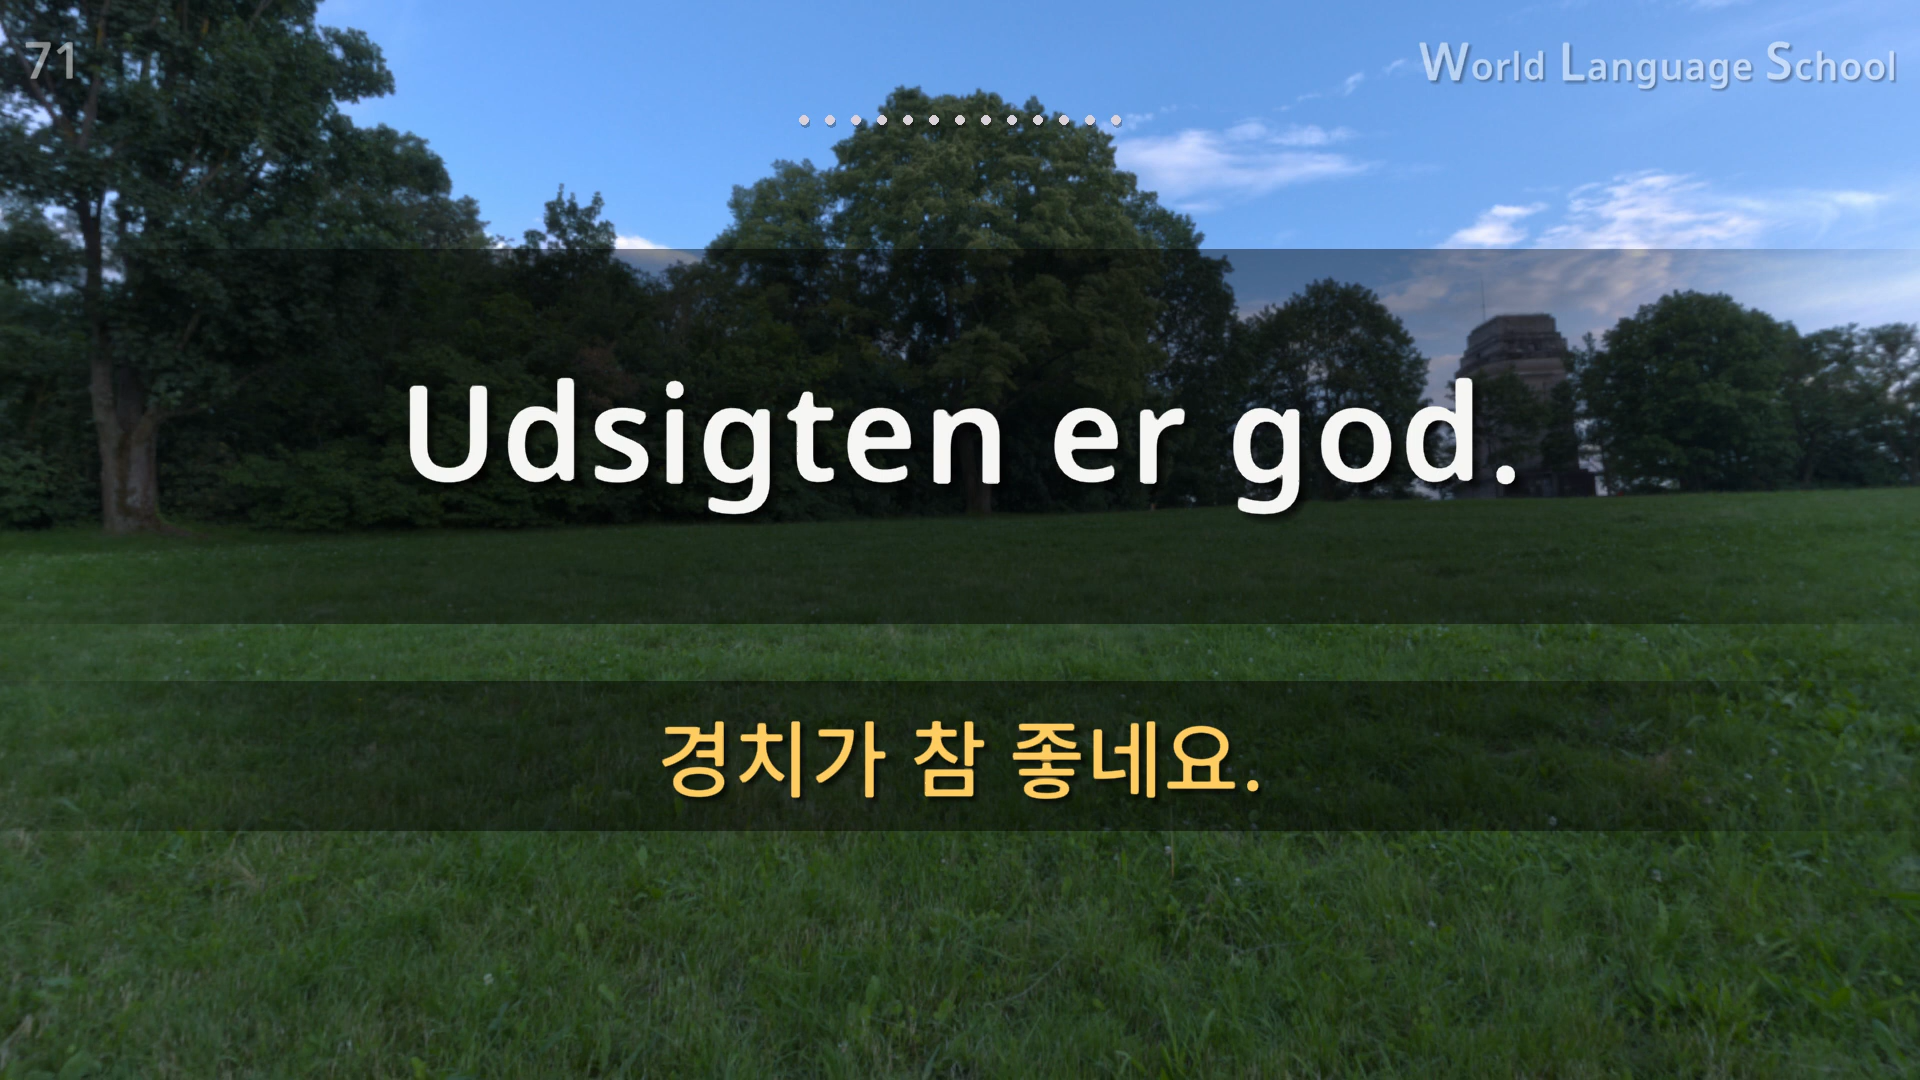 71
World Language School
Udsigten er god.
경치가 참 좋네요.